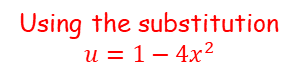 Using the substitution
u = 1 − 4x²